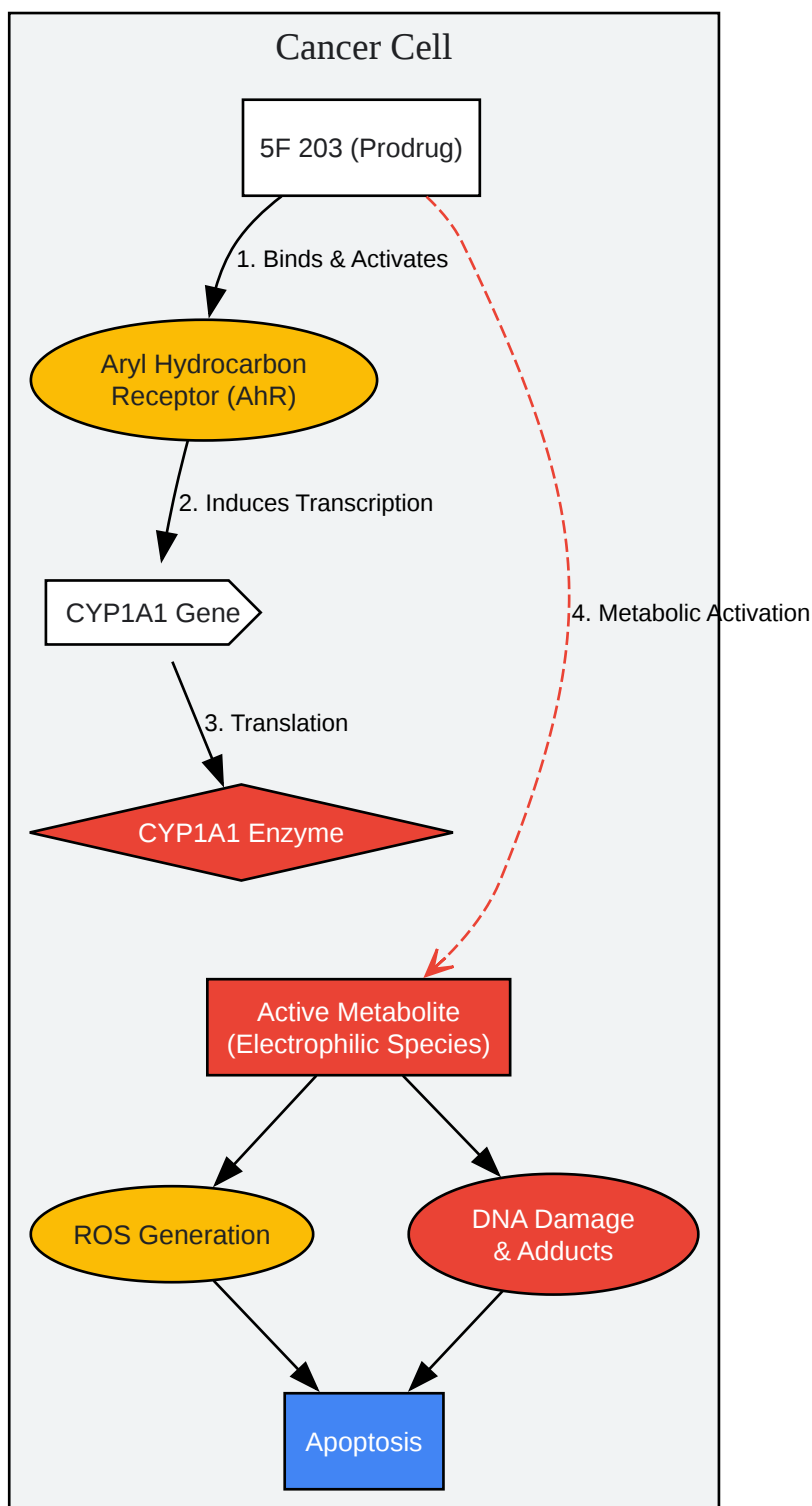 Cancer Cell
5F 203 (Prodrug)
1. Binds & Activates
Aryl Hydrocarbon
Receptor (AhR)
2. Induces Transcription
CYP1A1 Gene
4. Metabolic Activation
3. Translation
CYP1A1 Enzyme
Active Metabolite
(Electrophilic Species)
ROS Generation
DNA Damage
& Adducts
Apoptosis